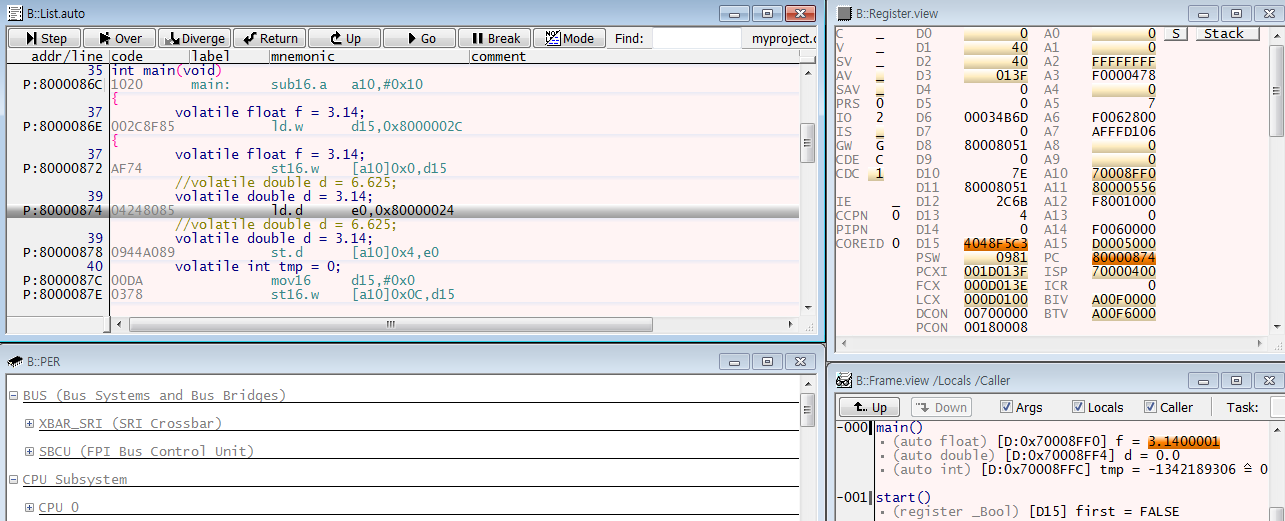 B::List.auto
Step Over Diverge Return Up Go Break Mode Find: myproject.c
addr/line code label mnemonic comment
35 int main(void)
P:8000086C 1020 main: sub16.a a10,#0x10
{
37 volatile float f = 3.14;
P:8000086E 002C8F85 ld.w d15,0x8000002C
{
37 volatile float f = 3.14;
P:80000872 AF74 st16.w [a10]0x0,d15
//volatile double d = 6.625;
39 volatile double d = 3.14;
P:80000874 04248085 ld.d e0,0x80000024
//volatile double d = 6.625;
39 volatile double d = 3.14;
P:80000878 0944A089 st.d [a10]0x4,e0
40 volatile int tmp = 0;
P:8000087C 00DA mov16 d15,#0x0
P:8000087E 0378 st16.w [a10]0x0C,d15
B::Register.view
C _ D0 0 A0 0 S Stack
V _ D1 40 A1 0
SV _ D2 40 A2 FFFFFFFF
AV _ D3 013F A3 F0000478
SAV _ D4 0 A4 0
PRS 0 D5 0 A5 7
IO 2 D6 00034B6D A6 F0062800
IS _ D7 0 A7 AFFFD106
GW G D8 80008051 A8 0
CDE C D9 0 A9 0
CDC 1 D10 7E A10 70008FF0
D11 80008051 A11 80000556
IE _ D12 2C6B A12 F8001000
CCPN 0 D13 4 A13 0
PIPN D14 0 A14 F0060000
COREID 0 D15 4048F5C3 A15 D0005000
PSW 0981 PC 80000874
PCXI 001D013F ISP 70000400
FCX 000D013E ICR 0
LCX 000D0100 BIV A00F0000
DCON 00700000 BTV A00F6000
PCON 00180008
B::PER
BUS (Bus Systems and Bus Bridges)
XBAR_SRI (SRI Crossbar)
SBCU (FPI Bus Control Unit)
CPU Subsystem
CPU 0
B::Frame.view /Locals /Caller
Up Down Args Locals Caller Task:
-000 main()
(auto float) [D:0x70008FF0] f = 3.1400001
(auto double) [D:0x70008FF4] d = 0.0
(auto int) [D:0x70008FFC] tmp = -1342189306 ≙ 0
-001 start()
(register _Bool) [D15] first = FALSE